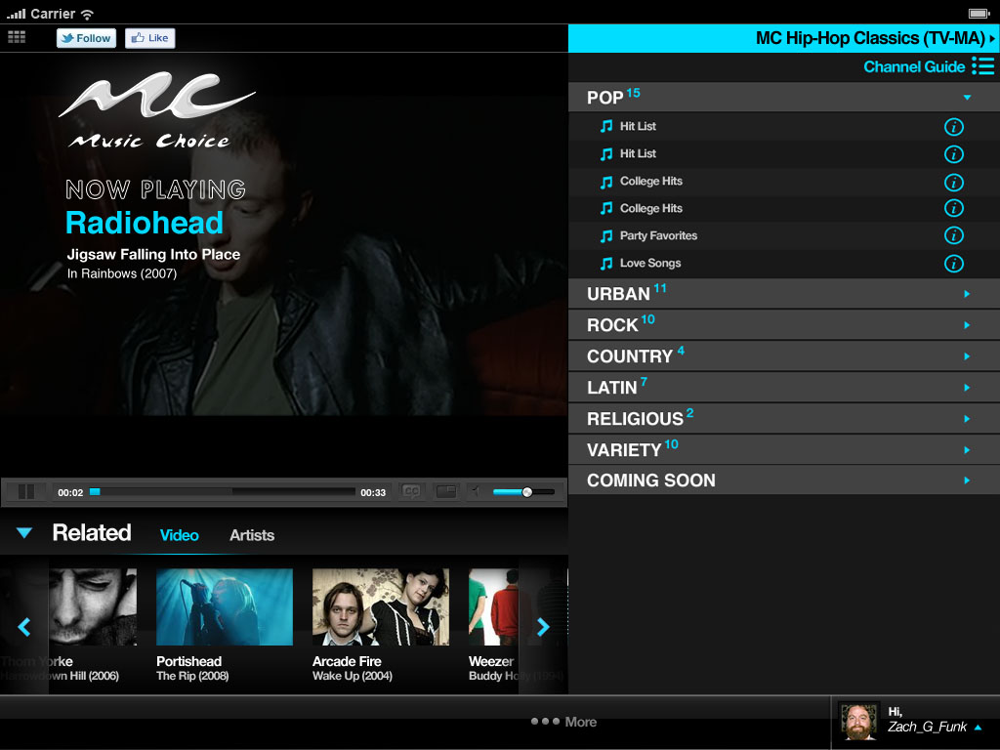 Carrier
Follow
Like
MC Hip-Hop Classics (TV-MA)
Channel Guide
MC
Music Choice
NOW PLAYING
Radiohead
Jigsaw Falling Into Place
In Rainbows (2007)
00:02
00:33
CC
Related
Video
Artists
Thom Yorke
Harrowdown Hill (2006)
Portishead
The Rip (2008)
Arcade Fire
Wake Up (2004)
Weezer
Buddy Holly (1994)
POP 15
Hit List
i
Hit List
i
College Hits
i
College Hits
i
Party Favorites
i
Love Songs
i
URBAN 11
ROCK 10
COUNTRY 4
LATIN 7
RELIGIOUS 2
VARIETY 10
COMING SOON
More
Hi,
Zach_G_Funk